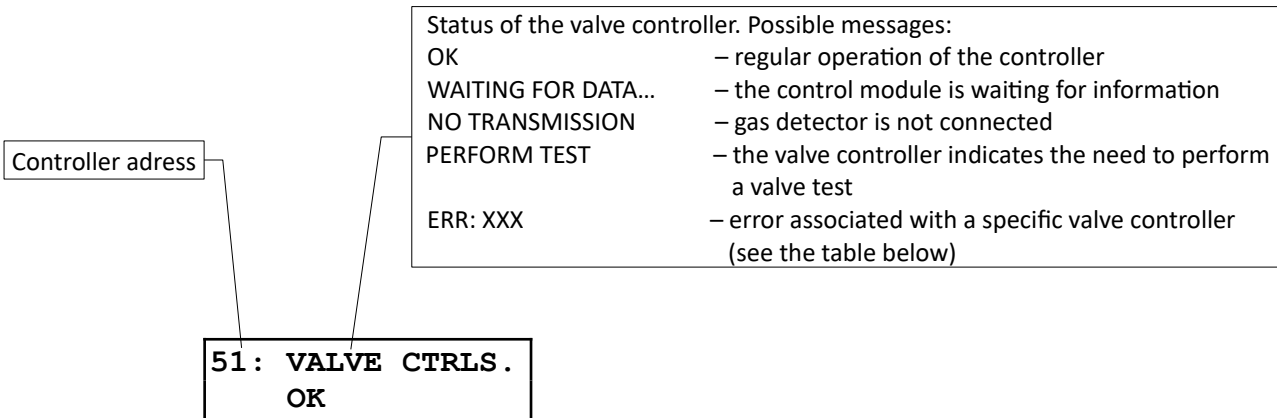 Status of the valve controller. Possible messages:
OK – regular operation of the controller
WAITING FOR DATA... – the control module is waiting for information
NO TRANSMISSION – gas detector is not connected
PERFORM TEST – the valve controller indicates the need to perform
a valve test
ERR: XXX – error associated with a specific valve controller
(see the table below)
Controller adress
51: VALVE CTRLS.
OK